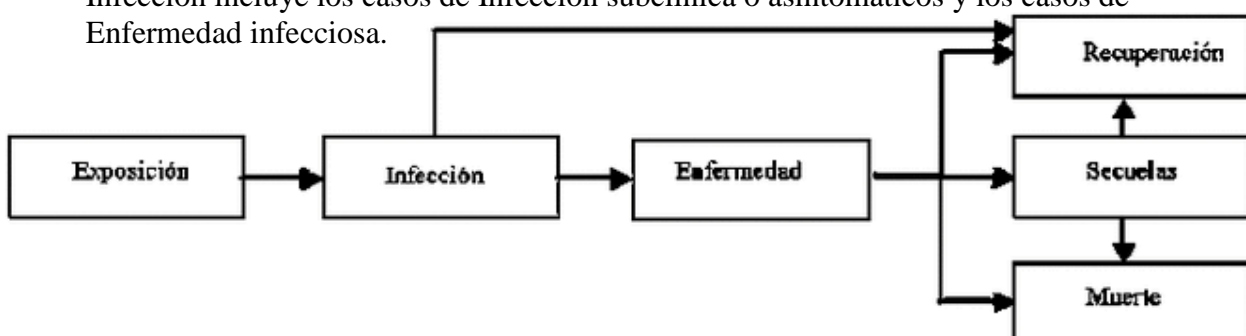 Infección incluye los casos de Infección subclínica o asintomáticos y los casos de
Enfermedad infecciosa.
Recuperación
Exposición
Infección
Enfermedad
Secuelas
Muerte